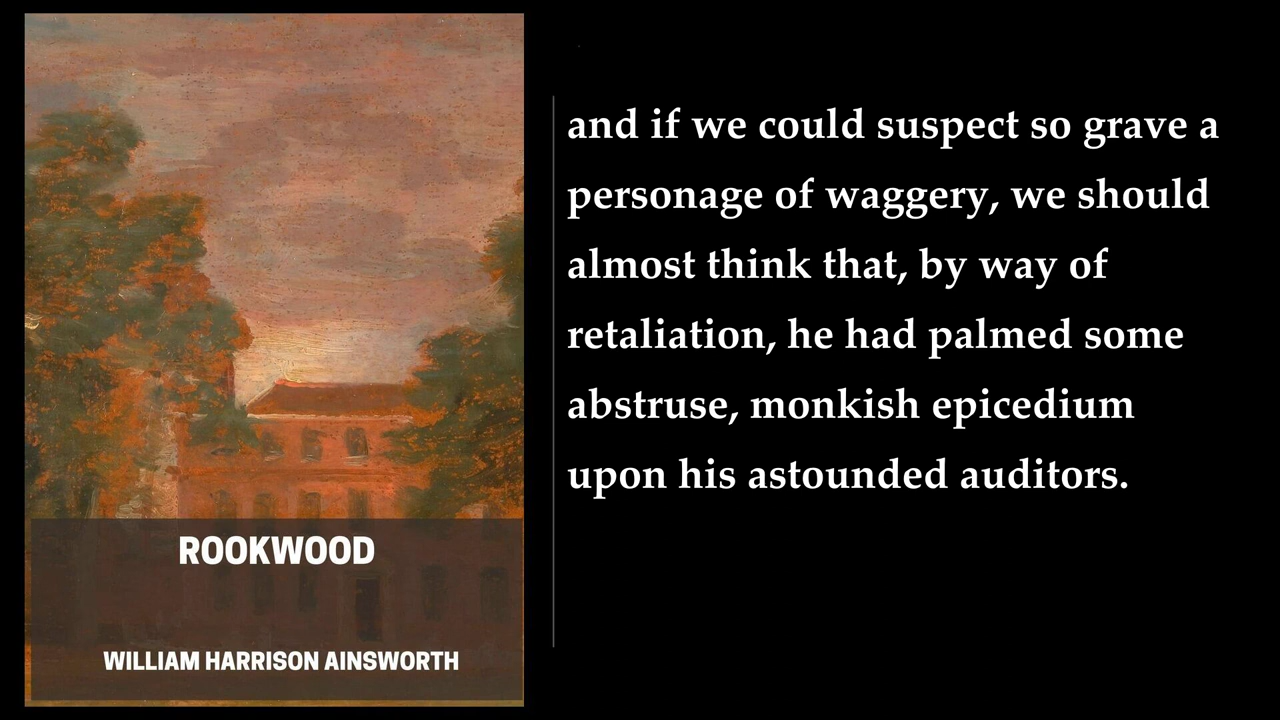 ROOKWOOD
WILLIAM HARRISON AINSWORTH
and if we could suspect so grave a
personage of waggery, we should
almost think that, by way of
retaliation, he had palmed some
abstruse, monkish epicedium
upon his astounded auditors.